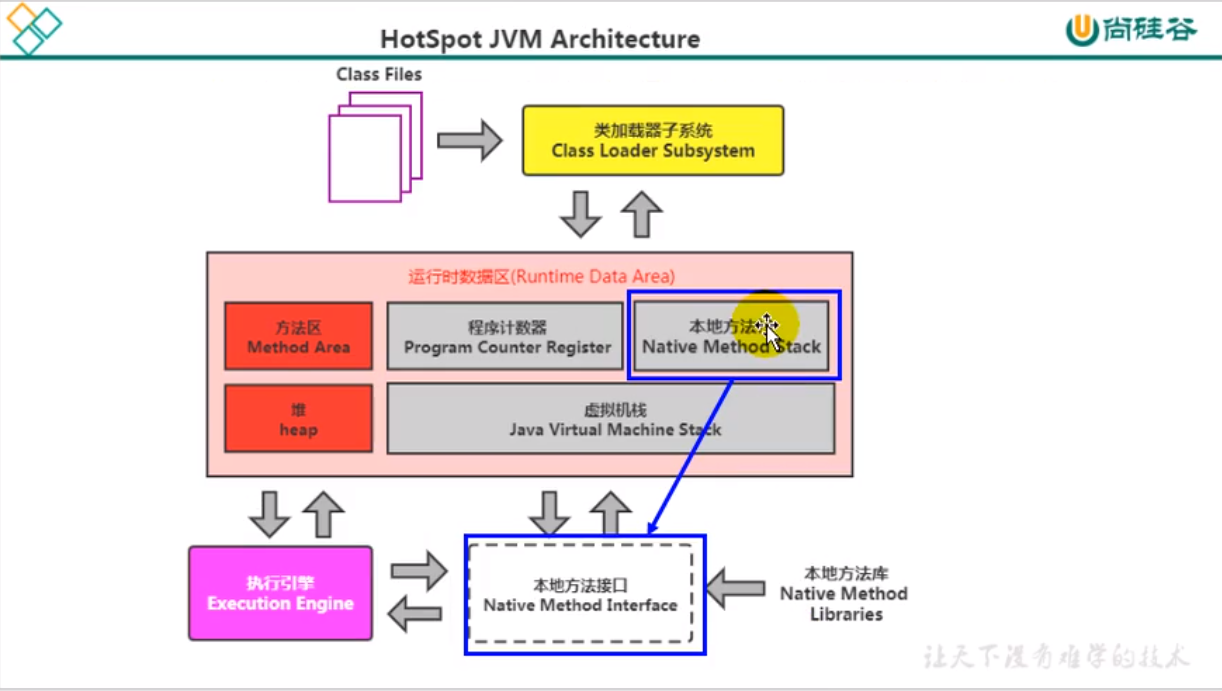 HotSpot JVM Architecture
尚硅谷
Class Files
类加载器子系统
Class Loader Subsystem
运行时数据区(Runtime Data Area)
方法区
Method Area
程序计数器
Program Counter Register
本地方法
Native Method Stack
堆
heap
虚拟机栈
Java Virtual Machine Stack
执行引擎
Execution Engine
本地方法接口
Native Method Interface
本地方法库
Native Method
Libraries
让天下没有难学的技术